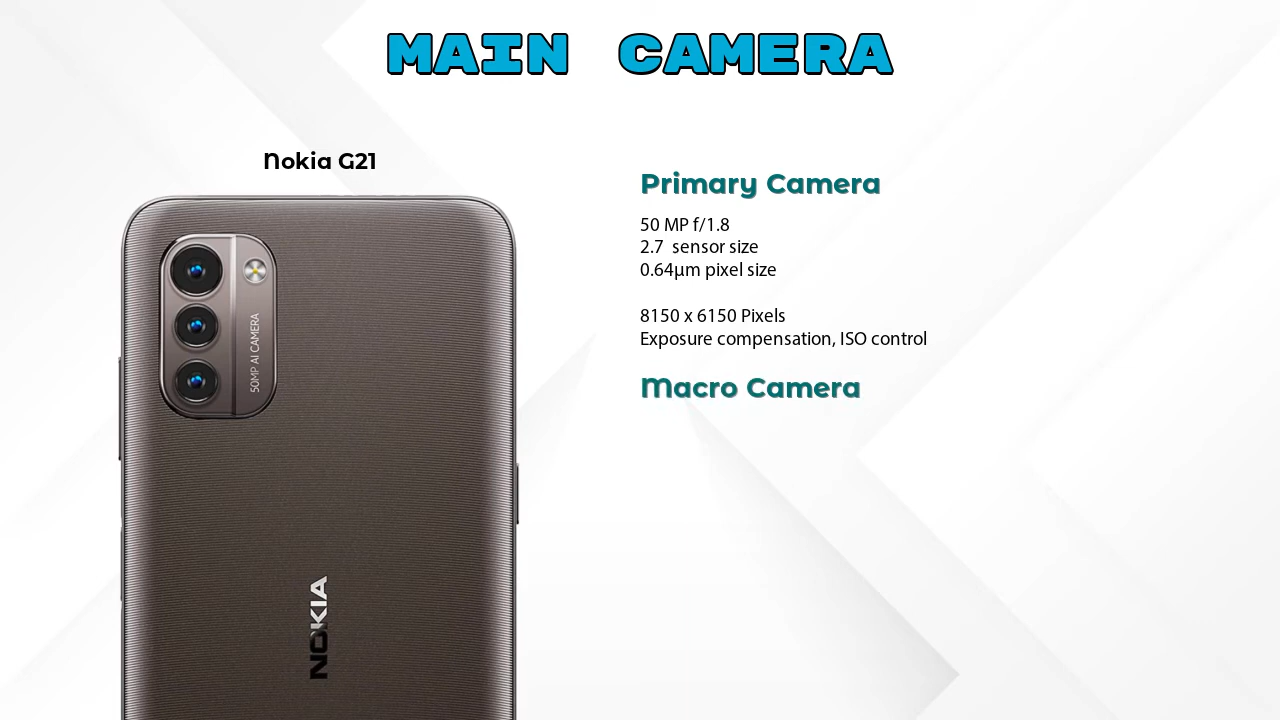 MAIN CAMERA
Nokia G21
Primary Camera
50 MP f/1.8
2.7 sensor size
0.64µm pixel size
8150 x 6150 Pixels
Exposure compensation, ISO control
Macro Camera
50MP AI CAMERA
NOKIA